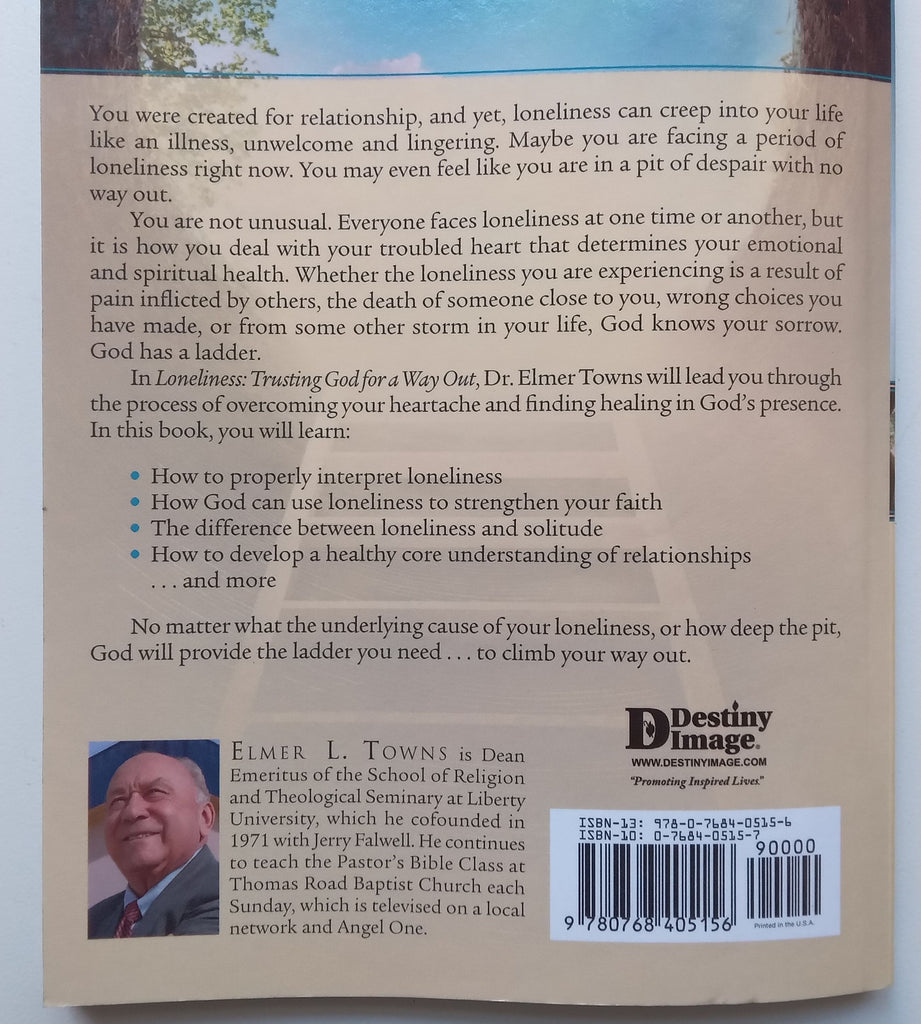 You were created for relationship, and yet, loneliness can creep into your life
like an illness, unwelcome and lingering. Maybe you are facing a period of
loneliness right now. You may even feel like you are in a pit of despair with no
way out.
You are not unusual. Everyone faces loneliness at one time or another, but
it is how you deal with your troubled heart that determines your emotional
and spiritual health. Whether the loneliness you are experiencing is a result of
pain inflicted by others, the death of someone close to you, wrong choices you
have made, or from some other storm in your life, God knows your sorrow.
God has a ladder.
In Loneliness: Trusting God for a Way Out, Dr. Elmer Towns will lead you through
the process of overcoming your heartache and finding healing in God's presence.
In this book, you will learn:
• How to properly interpret loneliness
• How God can use loneliness to strengthen your faith
• The difference between loneliness and solitude
• How to develop a healthy core understanding of relationships
. . . and more
No matter what the underlying cause of your loneliness, or how deep the pit,
God will provide the ladder you need . . . to climb your way out.
ELMER L. TOWNS is Dean
Emeritus of the School of Religion
and Theological Seminary at Liberty
University, which he cofounded in
1971 with Jerry Falwell. He continues
to teach the Pastor's Bible Class at
Thomas Road Baptist Church each
Sunday, which is televised on a local
network and Angel One.
D Destiny
Image®
WWW.DESTINYIMAGE.COM
"Promoting Inspired Lives."
ISBN-13: 978-0-7684-0515-6
ISBN-10: 0-7684-0515-7
90000
9 780768 405156
Printed in the U.S.A.